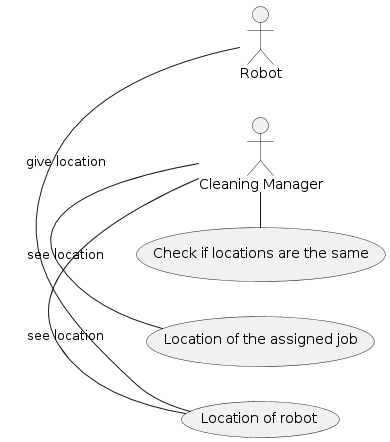 Robot
give location
Cleaning Manager
see location
Check if locations are the same
see location
Location of the assigned job
Location of robot